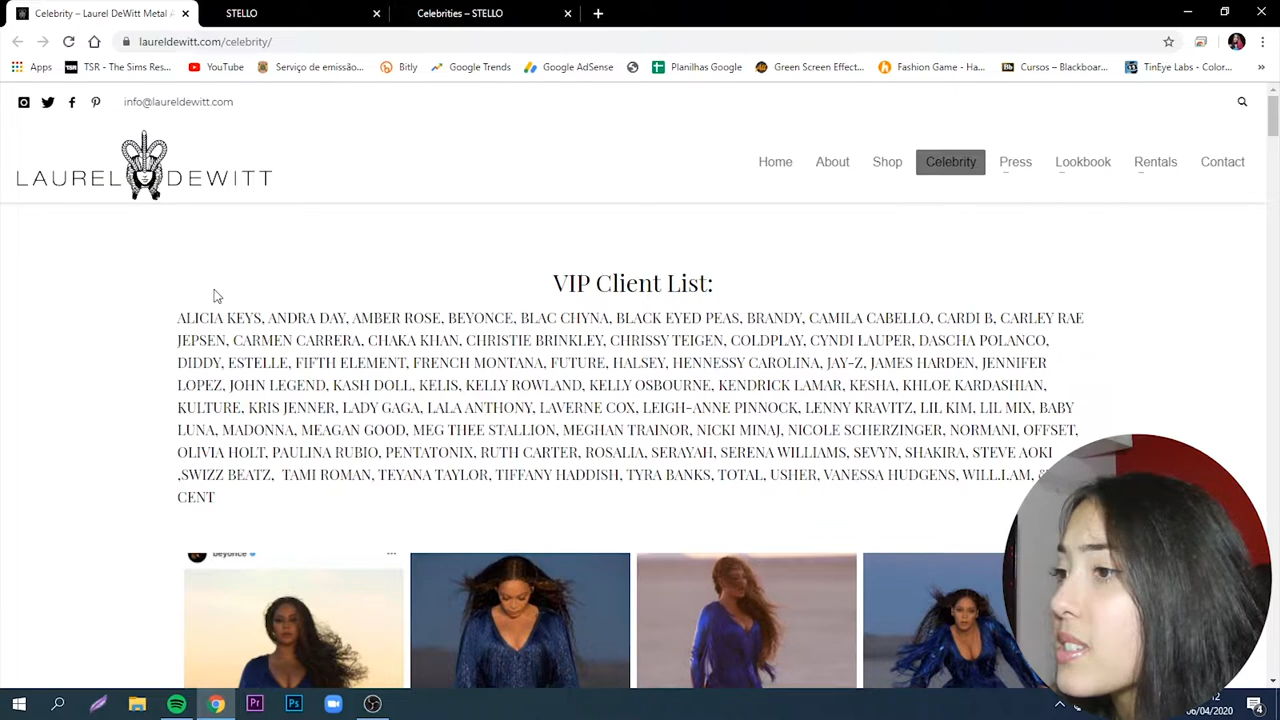 Celebrity – Laurel DeWitt Metal
STELLO
Celebrities – STELLO
laureldewitt.com/celebrity/
Apps
TSR - The Sims Res...
YouTube
Serviço de emissão...
Bitly
Google Trends
Google AdSense
Planilhas Google
Green Screen Effect...
Fashion Game - Ha...
Cursos – Blackboar...
TinEye Labs - Color...
info@laureldewitt.com
LAUREL DEWITT
Home
About
Shop
Celebrity
Press
Lookbook
Rentals
Contact
VIP Client List:
ALICIA KEYS, ANDRA DAY, AMBER ROSE, BEYONCE, BLAC CHYNA, BLACK EYED PEAS, BRANDY, CAMILA CABELLO, CARDI B, CARLEY RAE
JEPSEN, CARMEN CARRERA, CHAKA KHAN, CHRISTIE BRINKLEY, CHRISSY TEIGEN, COLDPLAY, CYNDI LAUPER, DASCHA POLANCO,
DIDDY, ESTELLE, FIFTH ELEMENT, FRENCH MONTANA, FUTURE, HALSEY, HENNESSY CAROLINA, JAY-Z, JAMES HARDEN, JENNIFER
LOPEZ, JOHN LEGEND, KASH DOLL, KELIS, KELLY ROWLAND, KELLY OSBOURNE, KENDRICK LAMAR, KESHA, KHLOE KARDASHIAN,
KULTURE, KRIS JENNER, LADY GAGA, LALA ANTHONY, LAVERNE COX, LEIGH-ANNE PINNOCK, LENNY KRAVITZ, LIL KIM, LIL MIX, BABY
LUNA, MADONNA, MEAGAN GOOD, MEG THEE STALLION, MEGHAN TRAINOR, NICKI MINAJ, NICOLE SCHERZINGER, NORMANI, OFFSET,
OLIVIA HOLT, PAULINA RUBIO, PENTATONIX, RUTH CARTER, ROSALIA, SERAYAH, SERENA WILLIAMS, SEVYN, SHAKIRA, STEVE AOKI
,SWIZZ BEATZ, TAMI ROMAN, TEYANA TAYLOR, TIFFANY HADDISH, TYRA BANKS, TOTAL, USHER, VANESSA HUDGENS, WILL.I.AM,
CENT
beyonce
06/04/2020